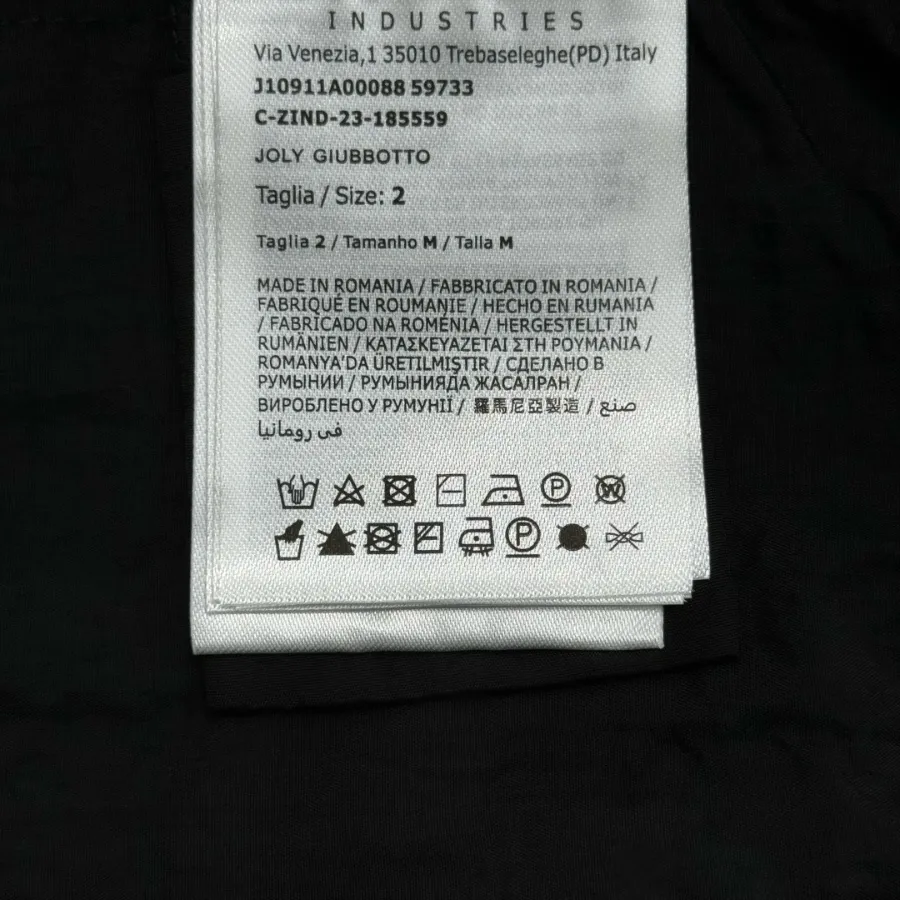 INDUSTRIES
Via Venezia,1 35010 Trebaseleghe(PD) Italy
J10911A00088 59733
C-ZIND-23-185559
JOLY GIUBBOTTO
Taglia / Size: 2
Taglia 2 / Tamanho M / Talla M
MADE IN ROMANIA / FABBRICATO IN ROMANIA /
FABRIQUÉ EN ROUMANIE / HECHO EN RUMANIA
/ FABRICADO NA ROMÉNIA / HERGESTELLT IN
RUMÄNIEN / ΚΑΤΑΣΚΕΥΑΖΕΤΑΙ ΣΤΗ ΡΟΥΜΑΝΙΑ /
ROMANYA'DA ÜRETILMIŞTIR / СДЕЛАНО В
РУМЫНИИ / РУМЫНИЯДА ЖАСАЛРАН /
ВИРОБЛЕНО У РУМУНІЇ / 羅馬尼亞製造 / صنع
في رومانيا
P W
P